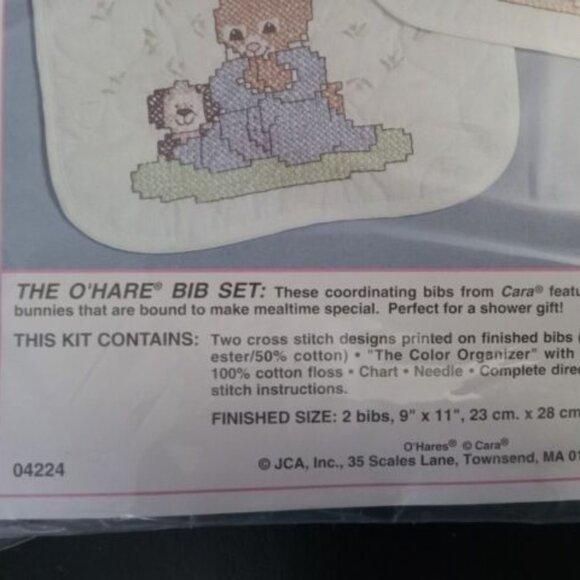 THE O'HARE® BIB SET: These coordinating bibs from Cara®
bunnies that are bound to make mealtime special. Perfect for a shower gift!
THIS KIT CONTAINS: Two cross stitch designs printed on finished bibs (
ester/50% cotton) • "The Color Organizer" with
100% cotton floss • Chart • Needle • Complete
stitch instructions.
FINISHED SIZE: 2 bibs, 9" x 11", 23 cm. x 28 cm
O'Hares® © Cara®
04224
© JCA, Inc., 35 Scales Lane, Townsend, MA